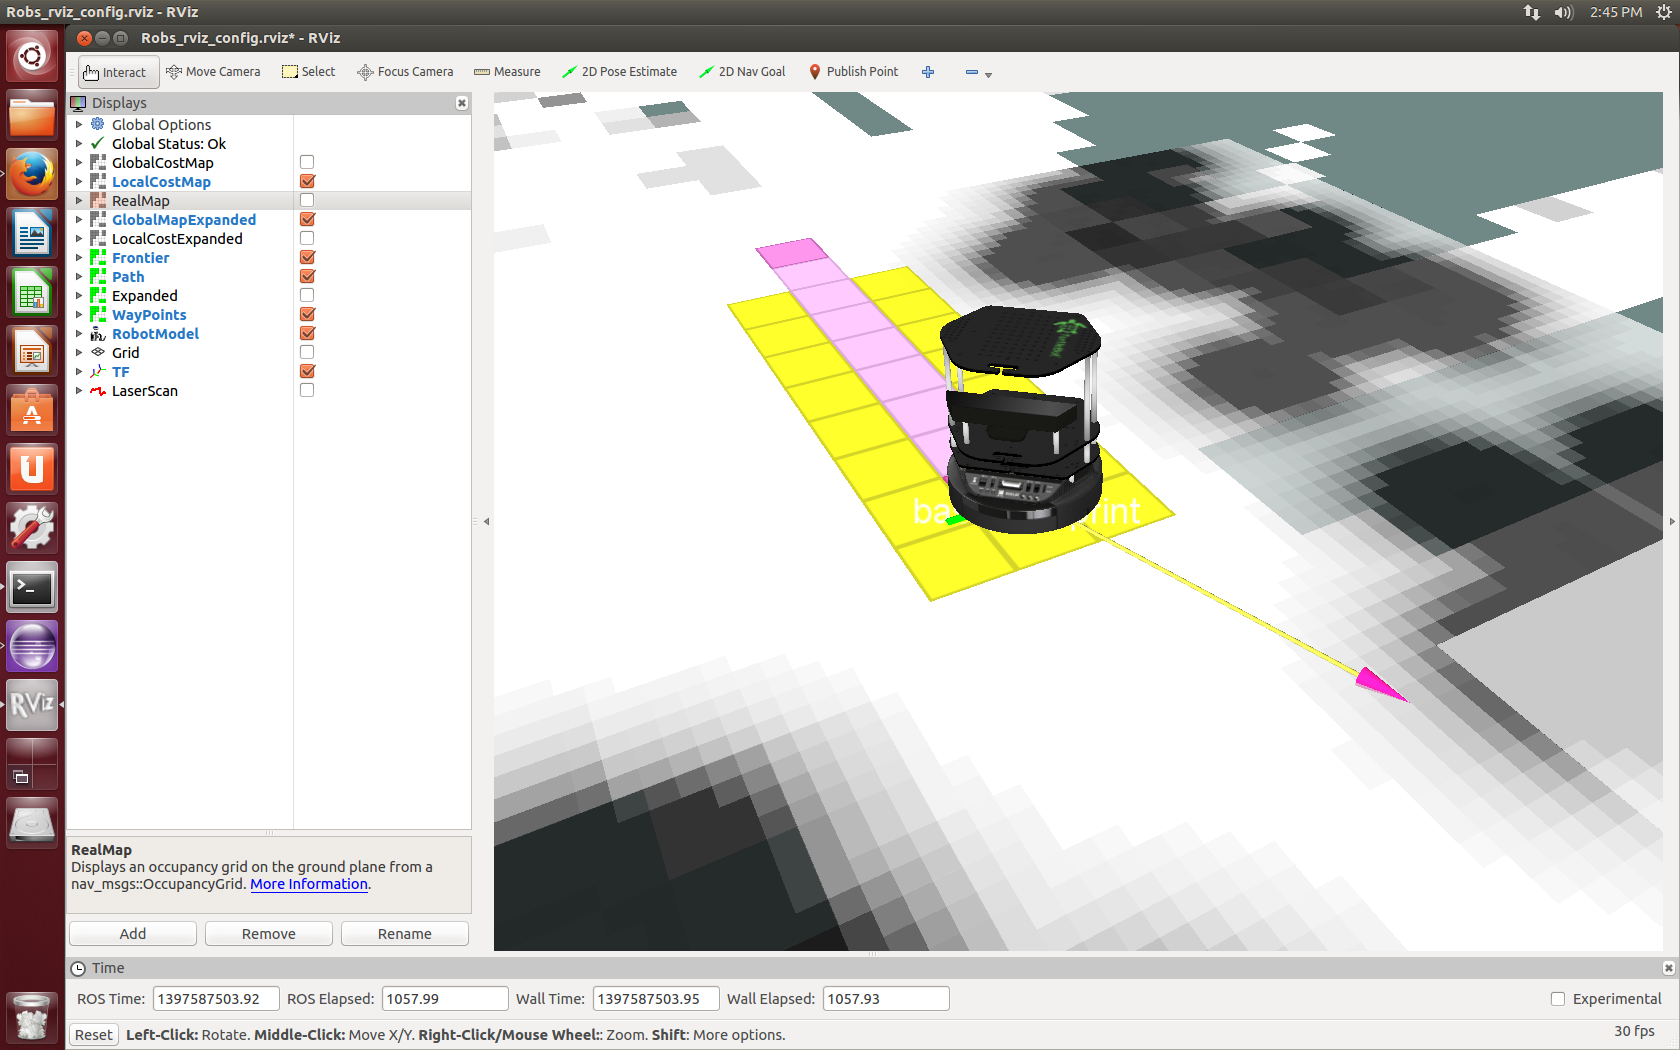 Robs_rviz_config.rviz - RViz
2:45 PM
Robs_rviz_config.rviz* - RViz
Interact Move Camera Select Focus Camera Measure 2D Pose Estimate 2D Nav Goal Publish Point
Displays
Global Options
Global Status: Ok
GlobalCostMap
LocalCostMap
RealMap
GlobalMapExpanded
LocalCostExpanded
Frontier
Path
Expanded
WayPoints
RobotModel
Grid
TF
LaserScan
RViz
RealMap
Displays an occupancy grid on the ground plane from a
nav_msgs::OccupancyGrid. More Information.
Add Remove Rename
Time
ROS Time: 1397587503.92 ROS Elapsed: 1057.99 Wall Time: 1397587503.95 Wall Elapsed: 1057.93 Experimental
Reset Left-Click: Rotate. Middle-Click: Move X/Y. Right-Click/Mouse Wheel:: Zoom. Shift: More options. 30 fps